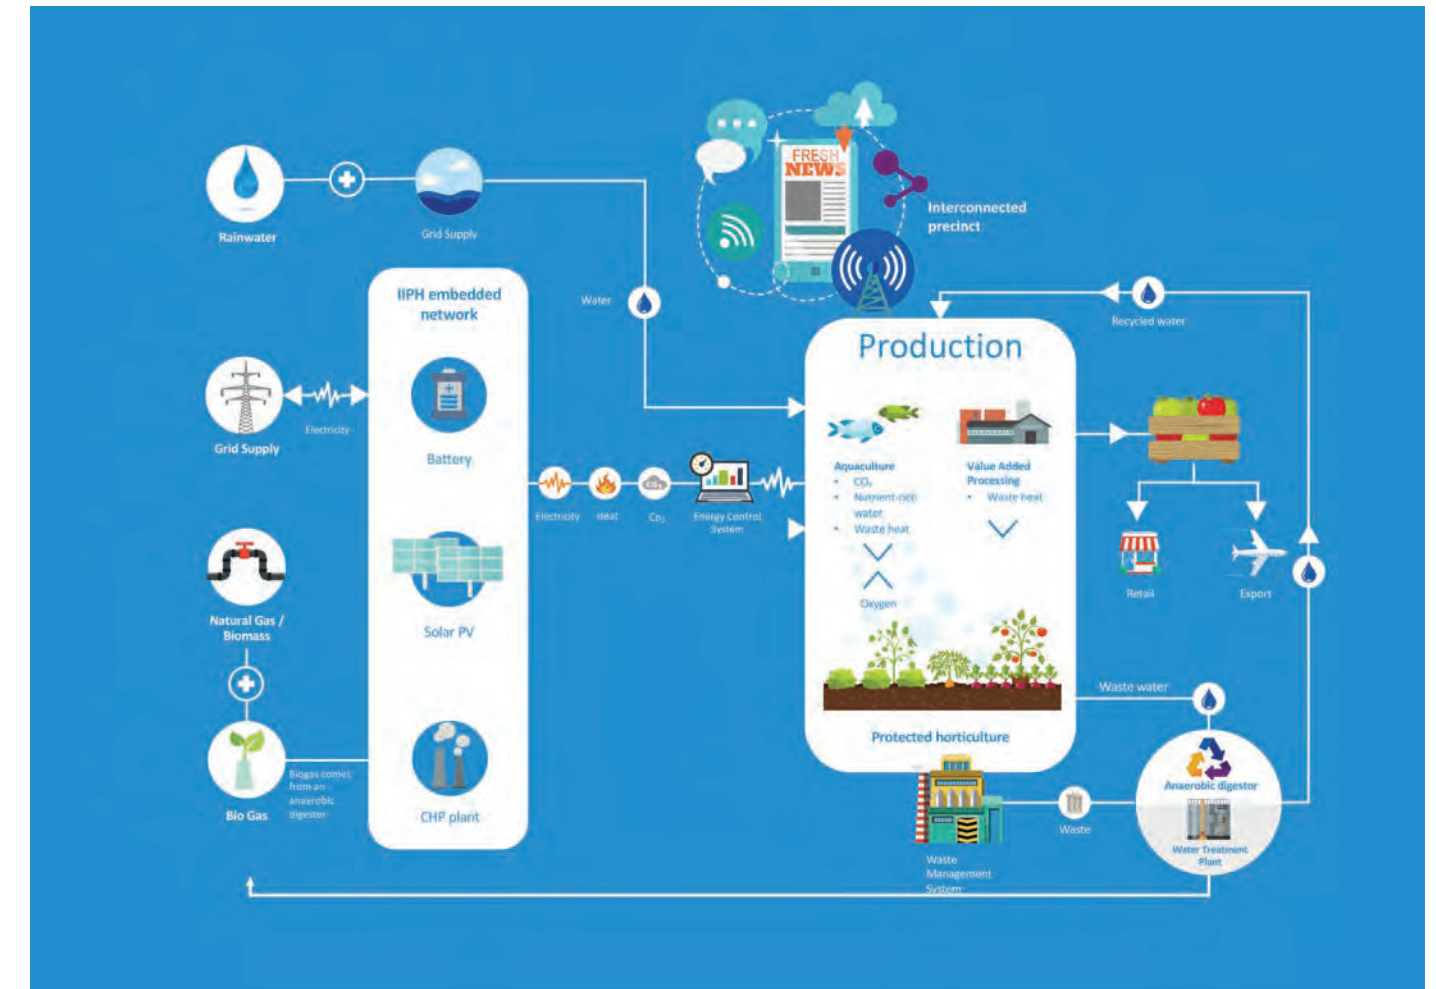 FRESH
NEWS
Interconnected
precinct
Rainwater
Grid Supply
Water
Recycled water
IIPH embedded
network
Production
Grid Supply
Electricity
Battery
Aquaculture
• CO₂
• Nutrient-rich
water
• Waste heat
Value Added
Processing
• Waste heat
Electricity
Heat
CO₂
Co₂
Energy Control
System
Natural Gas /
Biomass
Solar PV
Oxygen
Retail
Export
Waste water
Protected horticulture
Bio Gas
Biogas comes
from an
anaerobic
digester
CHP plant
Anaerobic digestor
Waste
Water Treatment
Plant
Waste
Management
System